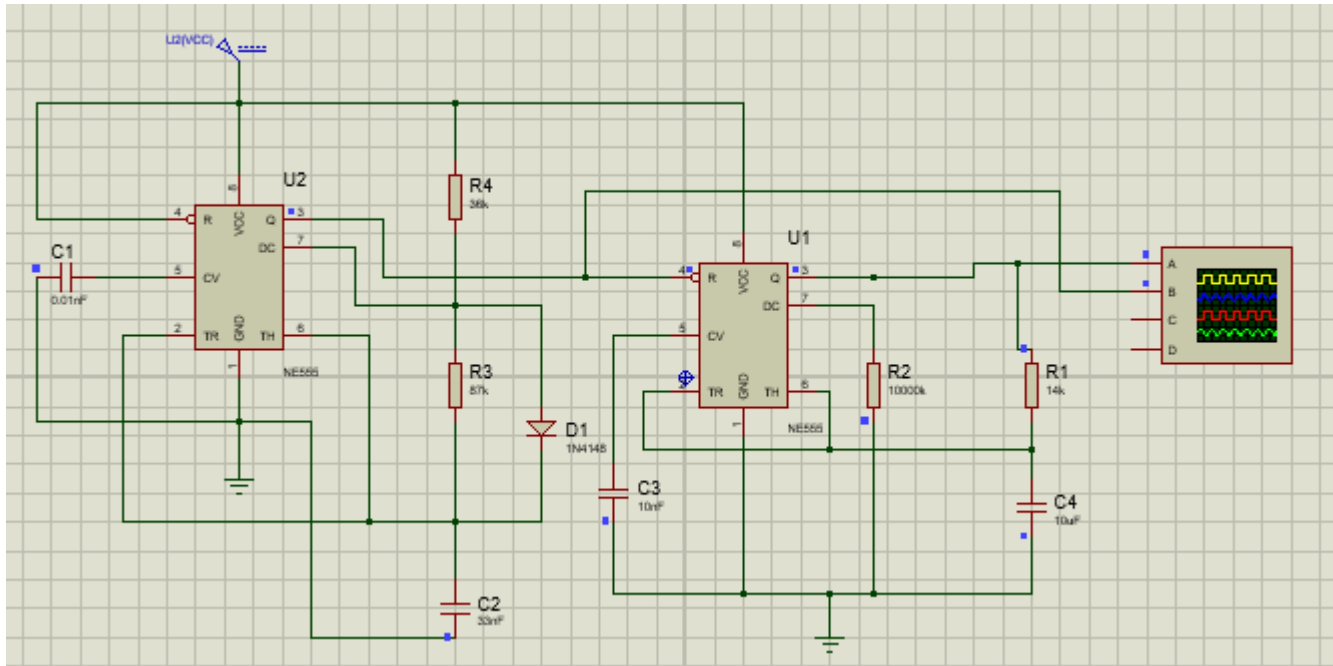 U2(VCC)
U2
4
R
VCC
8
Q
3
DC
7
C1
0.01nF
5
CV
2
TR
GND
1
TH
6
NE555
R4
36k
R3
87k
D1
1N4148
C2
33nF
U1
4
R
VCC
8
Q
3
DC
7
5
CV
TR
GND
1
TH
6
NE555
R2
10000k
R1
14k
C3
10nF
C4
10uF
A
B
C
D